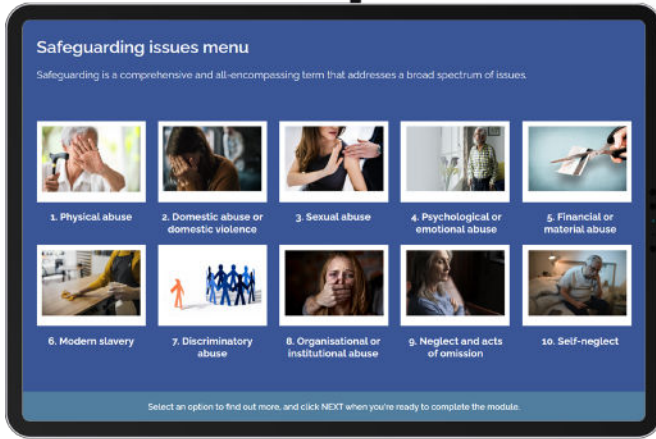 Safeguarding issues menu
Safeguarding is a comprehensive and all-encompassing term that addresses a broad spectrum of issues.
1. Physical abuse
2. Domestic abuse or
domestic violence
3. Sexual abuse
4. Psychological or
emotional abuse
5. Financial or
material abuse
6. Modern slavery
7. Discriminatory
abuse
8. Organisational or
institutional abuse
9. Neglect and acts
of omission
10. Self-neglect
Select an option to find out more, and click NEXT when you're ready to complete the module.